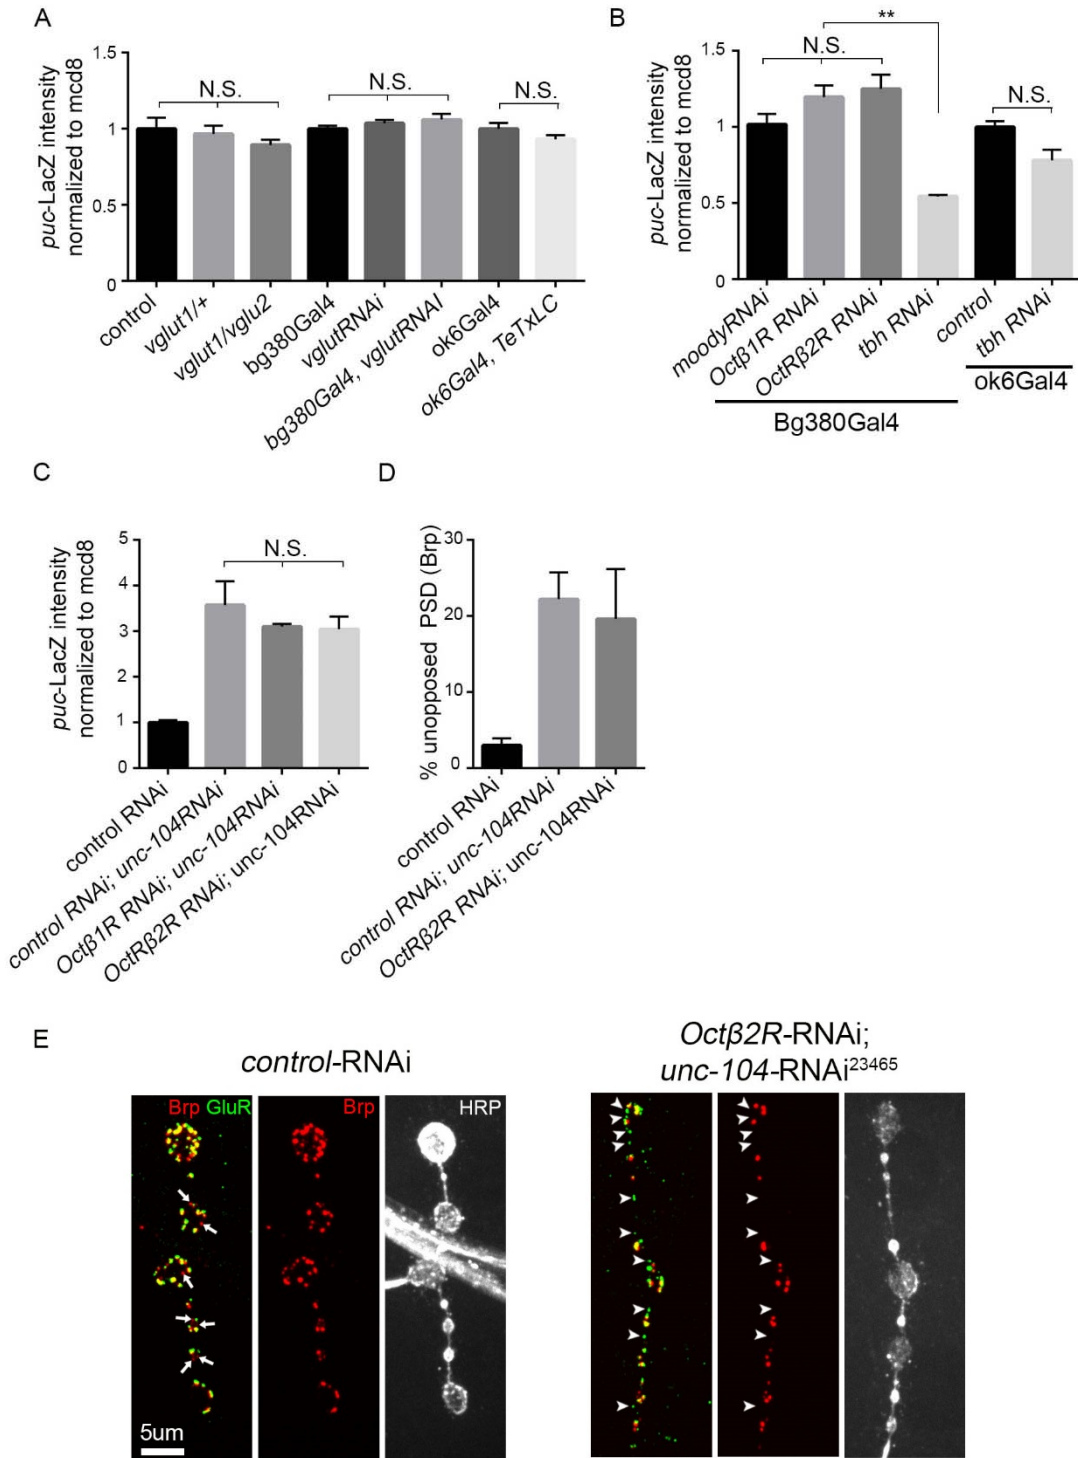 A
puc-LacZ intensity
normalized to mcd8
1.5
1
0.5
0
N.S.
N.S.
N.S.
control
vglut1/+
vglut1/vglu2
bg380Gal4
vglutRNAi
bg380Gal4, vglutRNAI
ok6Gal4
ok6Gal4, TeTxLC
B
puc-LacZ intensity
normalized to mcd8
1.5
1
0.5
0
**
N.S.
N.S.
moodyRNAi
Octβ1R RNAi
OctRβ2R RNAi
tbh RNAi
control
tbh RNAi
Bg380Gal4
ok6Gal4
C
puc-LacZ intensity
normalized to mcd8
5
4
3
2
1
0
N.S.
control RNAi
control RNAi; unc-104RNAi
Octβ1R RNAi; unc-104RNAi
OctRβ2R RNAi; unc-104RNAi
D
% unopposed PSD (Brp)
30
20
10
0
control RNAi
control RNAi; unc-104RNAi
OctRβ2R RNAi; unc-104RNAi
E
control-RNAi
Brp GluR
Brp
HRP
5um
Octβ2R-RNAi;
unc-104-RNAi²³⁴⁶⁵